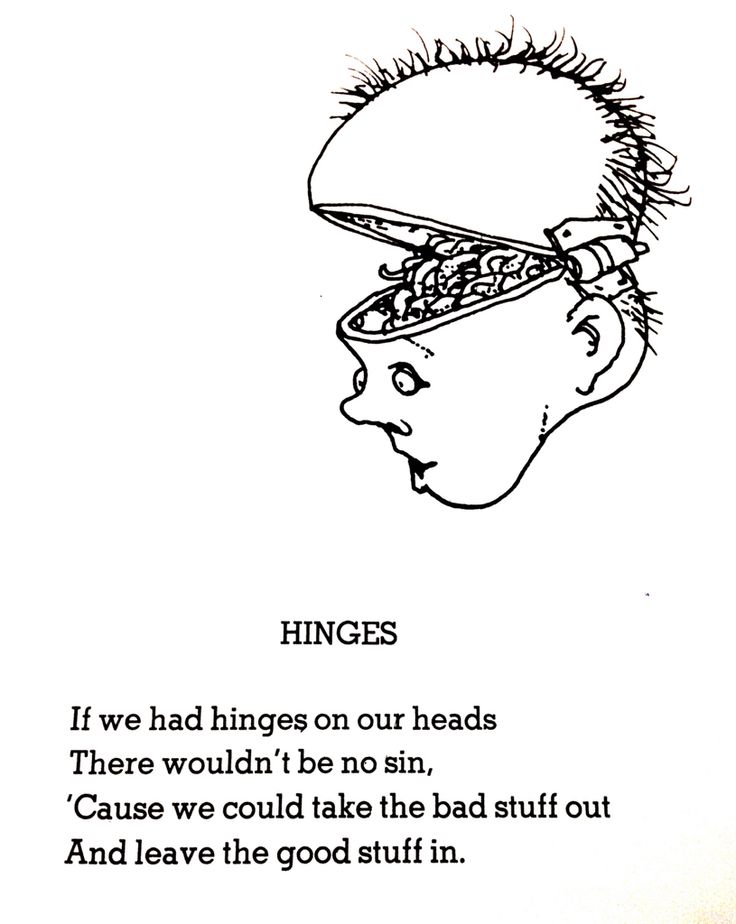 HINGES
If we had hinges on our heads
There wouldn't be no sin,
'Cause we could take the bad stuff out
And leave the good stuff in.